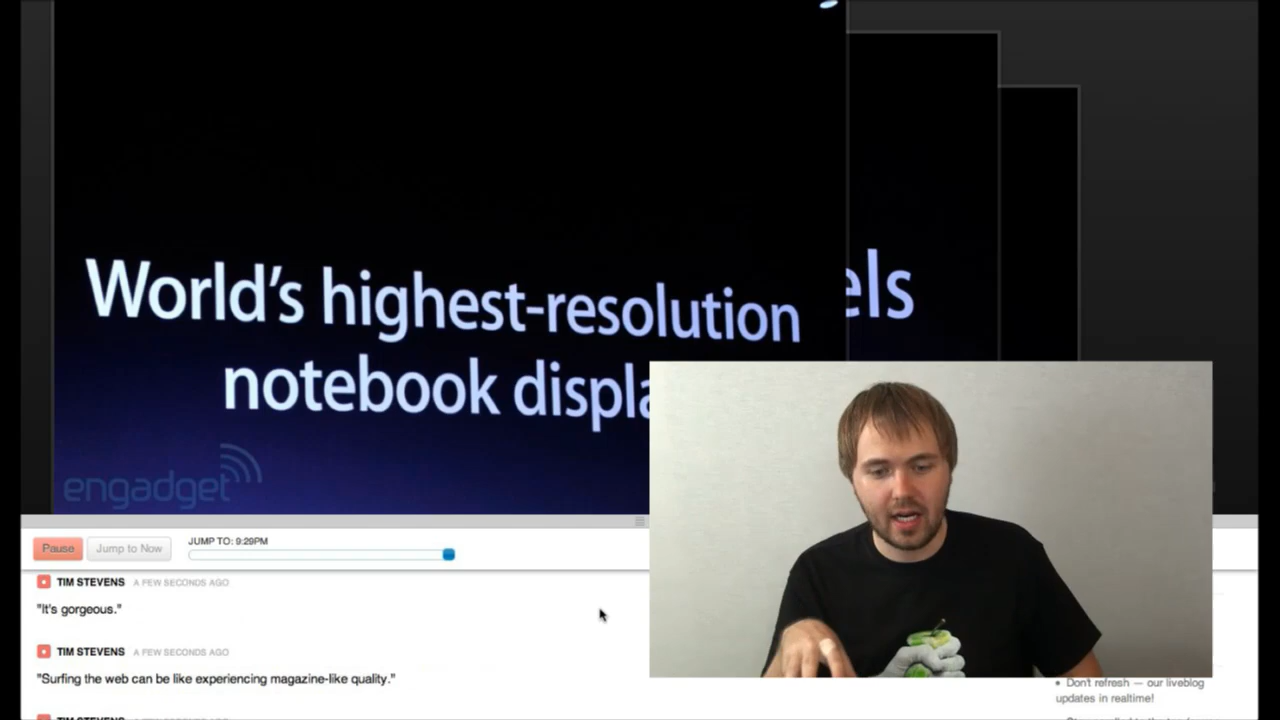 World's highest-resolution
notebook
els
engadget
Pause
Jump to Now
JUMP TO: 9:29PM
TIM STEVENS A FEW SECONDS AGO
"It's gorgeous."
TIM STEVENS A FEW SECONDS AGO
"Surfing the web can be like experiencing magazine-like quality."
• Don't refresh — our liveblog
updates in realtime!